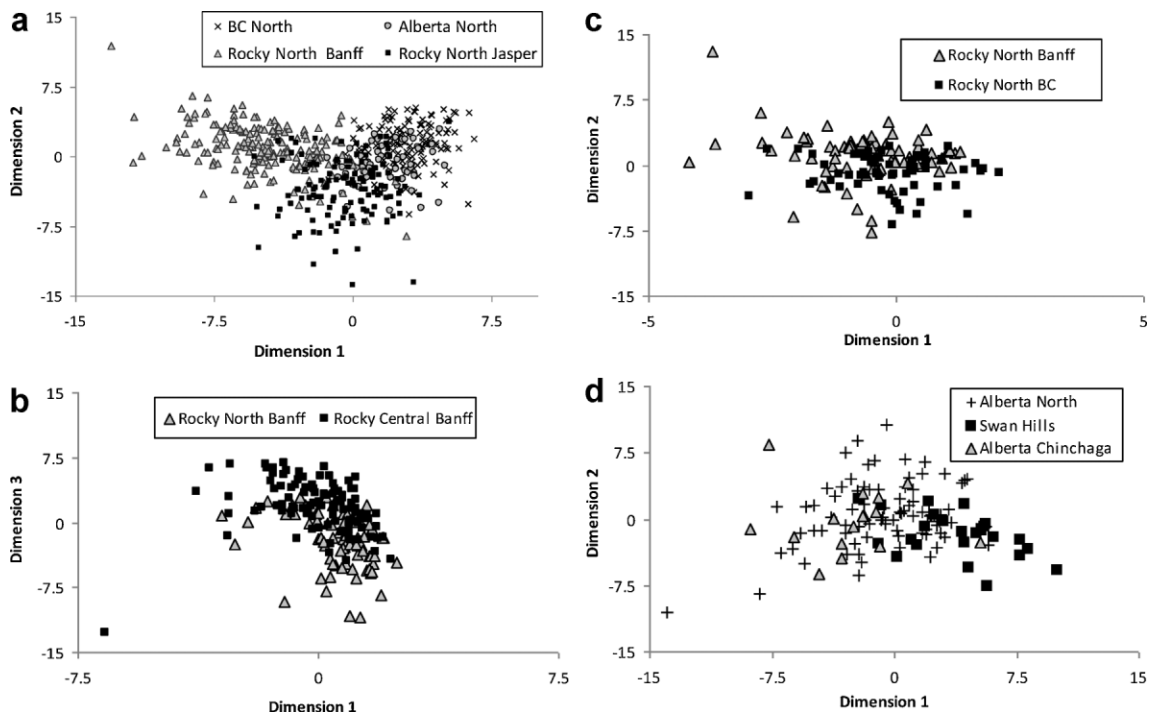 a
15
7.5
0
-7.5
-15
Dimension 2
× BC North
Alberta North
Rocky North Banff
Rocky North Jasper
-15
-7.5
0
7.5
Dimension 1
b
15
7.5
0
-7.5
-15
Dimension 3
Rocky North Banff
Rocky Central Banff
-7.5
0
7.5
Dimension 1
c
15
7.5
0
-7.5
-15
Dimension 2
Rocky North Banff
Rocky North BC
-5
0
5
Dimension 1
d
15
7.5
0
-7.5
-15
Dimension 2
+ Alberta North
Swan Hills
Alberta Chinchaga
-15
-7.5
0
7.5
15
Dimension 1